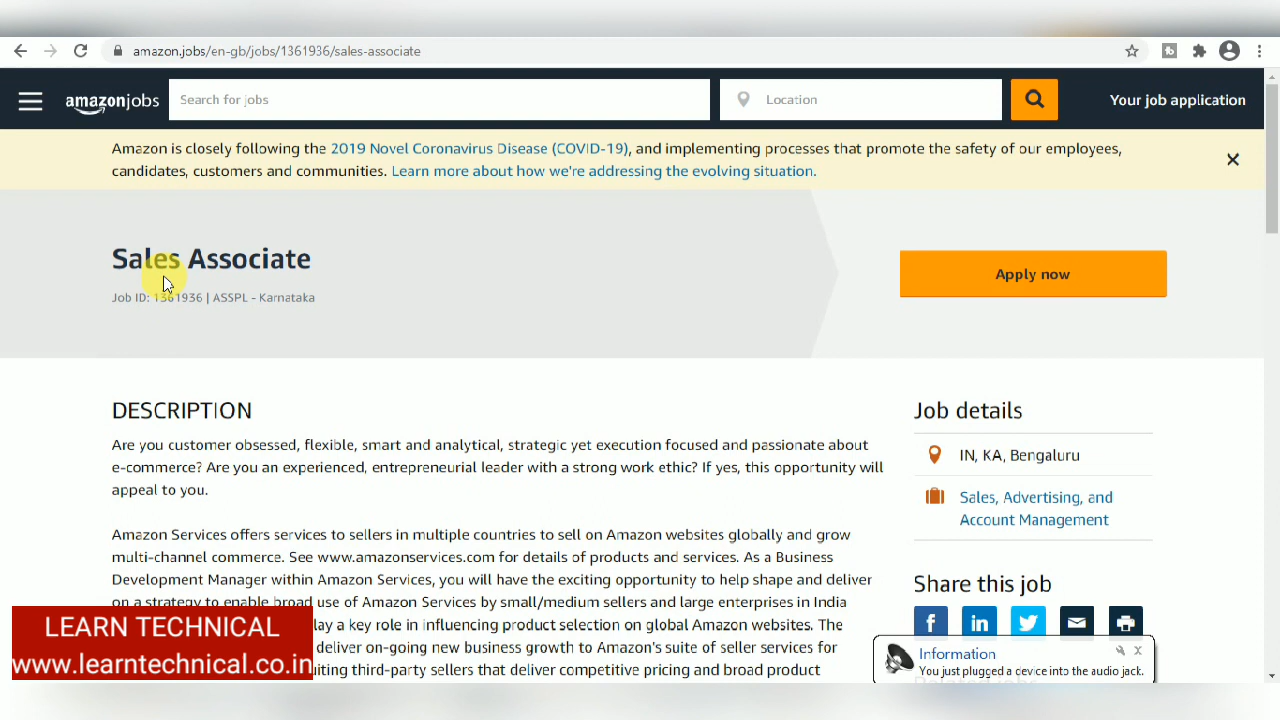 amazon.jobs/en-gb/jobs/1361936/sales-associate
amazonjobs
Search for jobs
Location
Your job application
Amazon is closely following the 2019 Novel Coronavirus Disease (COVID-19), and implementing processes that promote the safety of our employees,
candidates, customers and communities. Learn more about how we're addressing the evolving situation.
Sales Associate
Job ID: 1361936 | ASSPL - Karnataka
Apply now
DESCRIPTION
Are you customer obsessed, flexible, smart and analytical, strategic yet execution focused and passionate about
e-commerce? Are you an experienced, entrepreneurial leader with a strong work ethic? If yes, this opportunity will
appeal to you.
Amazon Services offers services to sellers in multiple countries to sell on Amazon websites globally and grow
multi-channel commerce. See www.amazonservices.com for details of products and services. As a Business
Development Manager within Amazon Services, you will have the exciting opportunity to help shape and deliver
on a strategy to enable broad use of Amazon Services by small/medium sellers and large enterprises in India
a key role in influencing product selection on global Amazon websites. The
deliver on-going new business growth to Amazon's suite of seller services for
third-party sellers that deliver competitive pricing and broad product
Job details
IN, KA, Bengaluru
Sales, Advertising, and
Account Management
Share this job
LEARN TECHNICAL
www.learntechnical.co.in
Information
You just plugged a device into the audio jack.